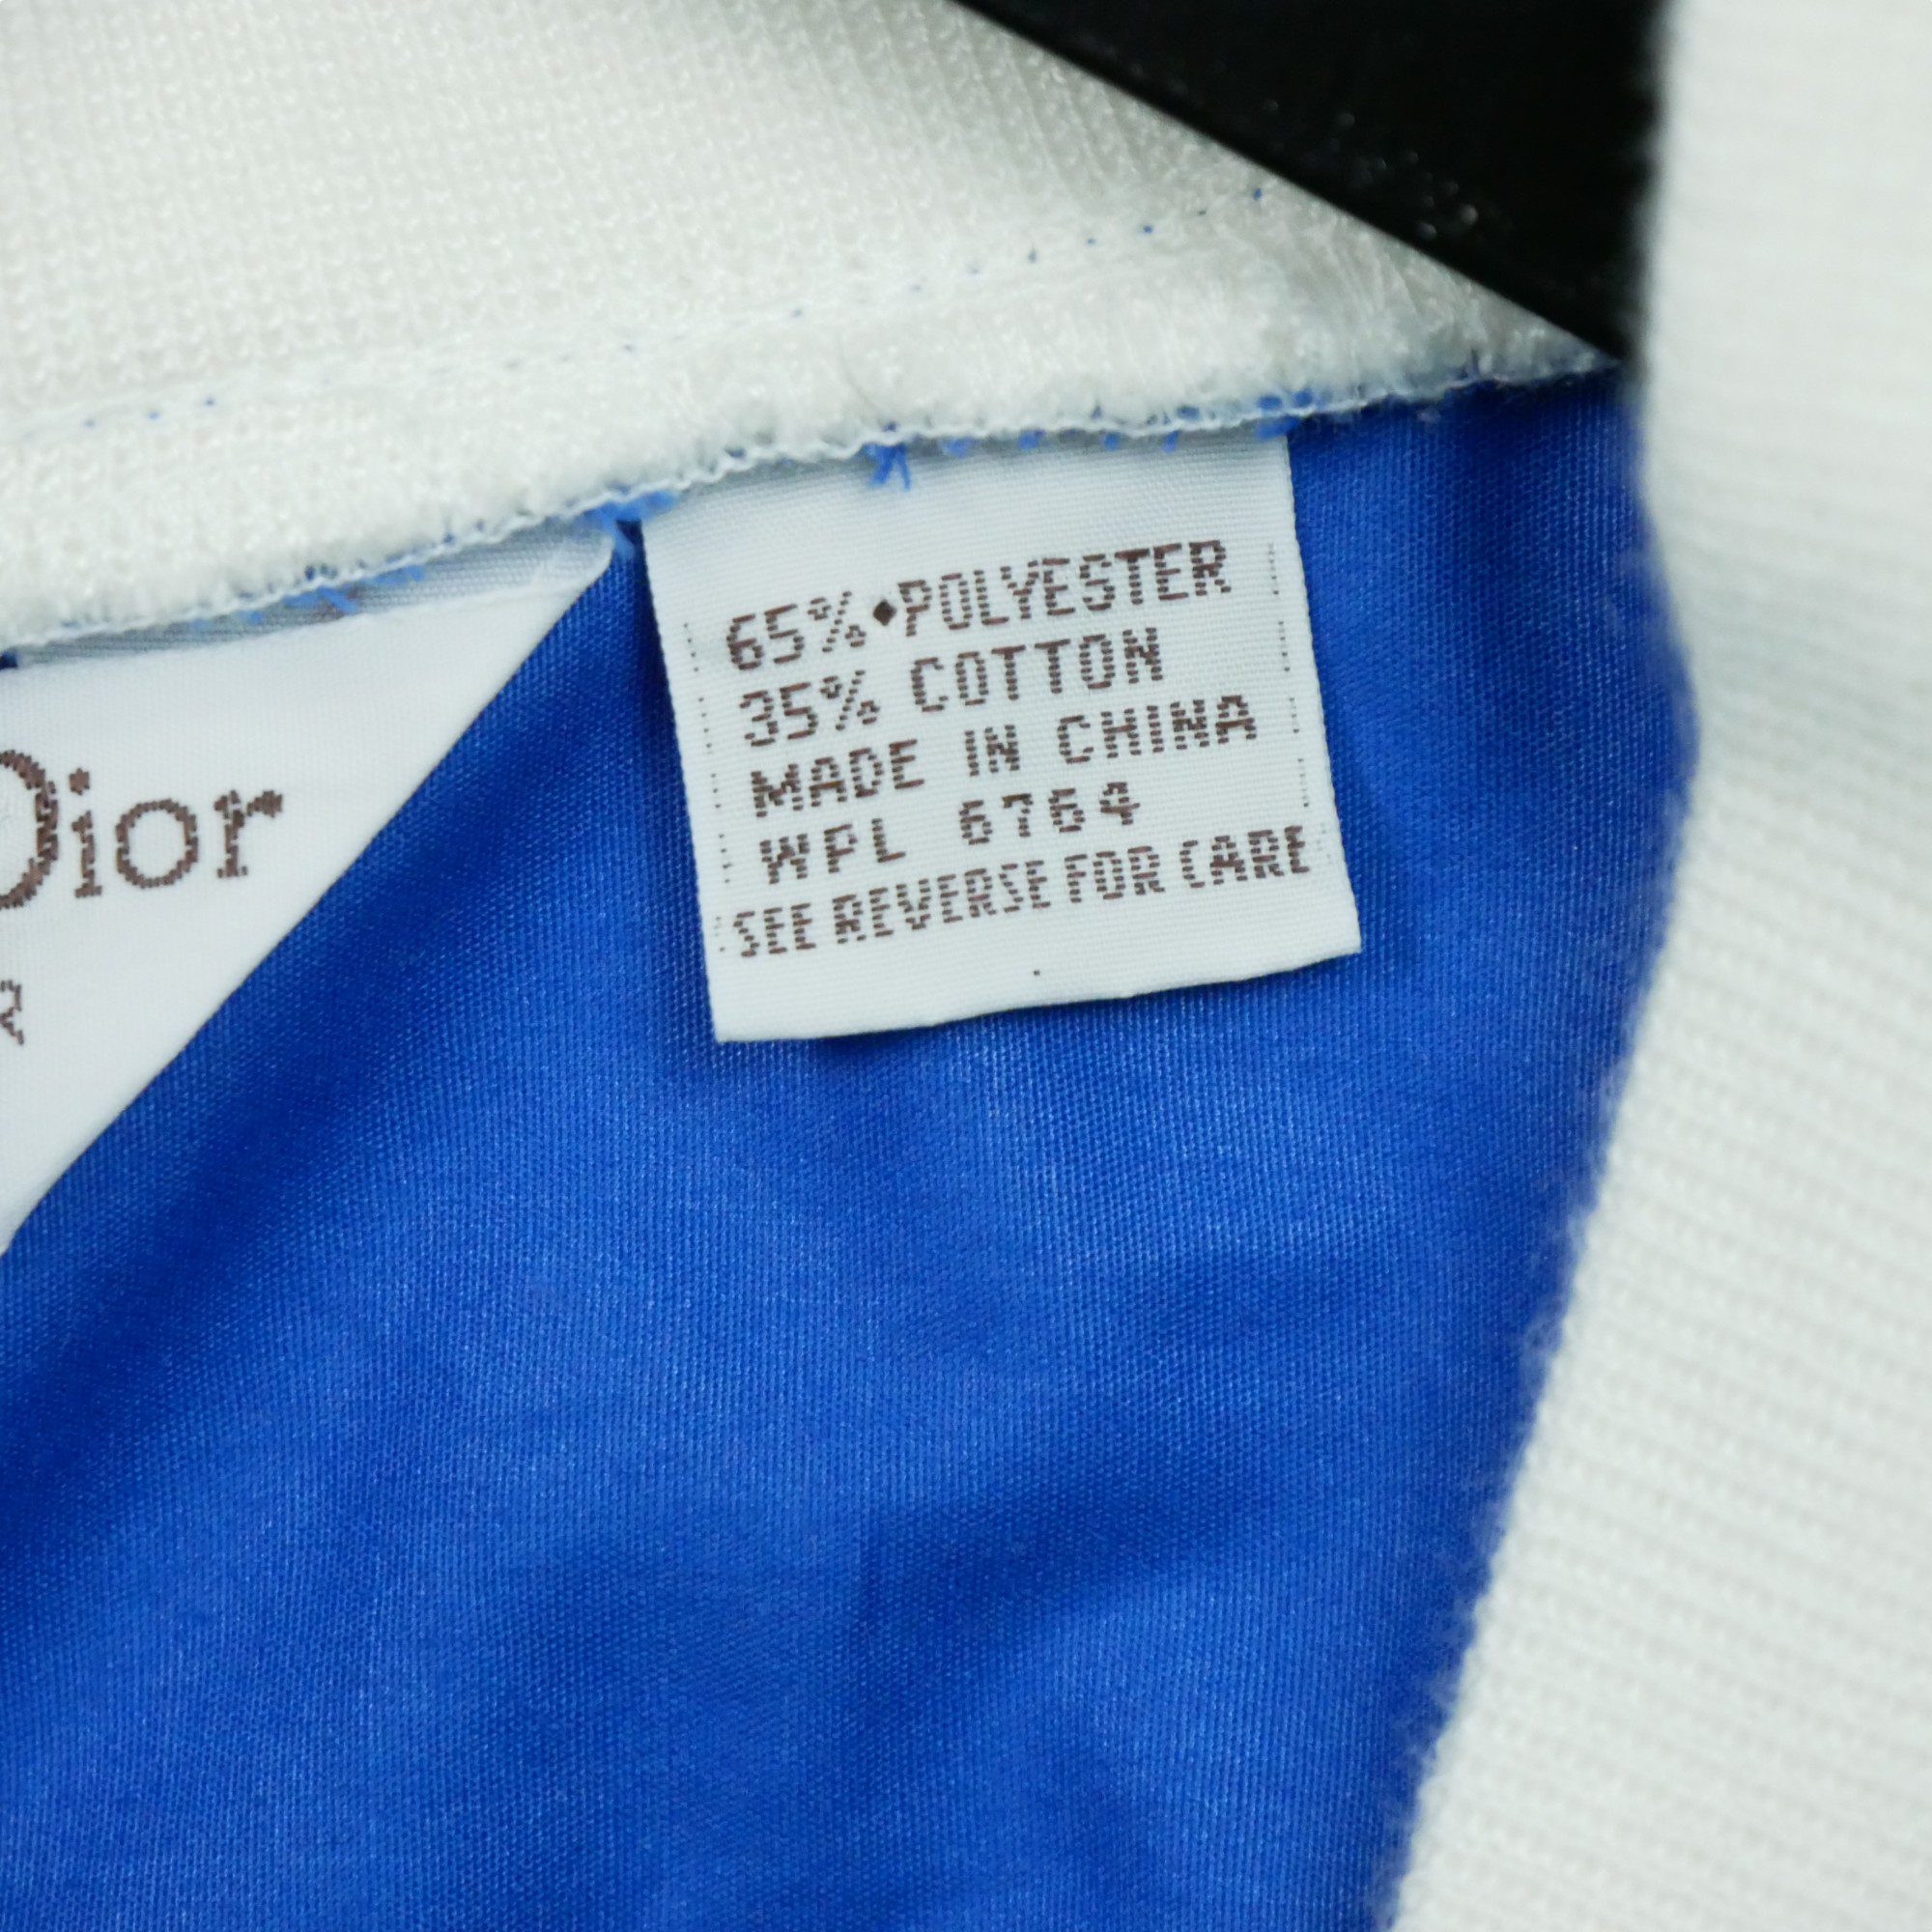 Dior
R
65% POLYESTER
35% COTTON
MADE IN CHINA
WPL 6764
SEE REVERSE FOR CARE